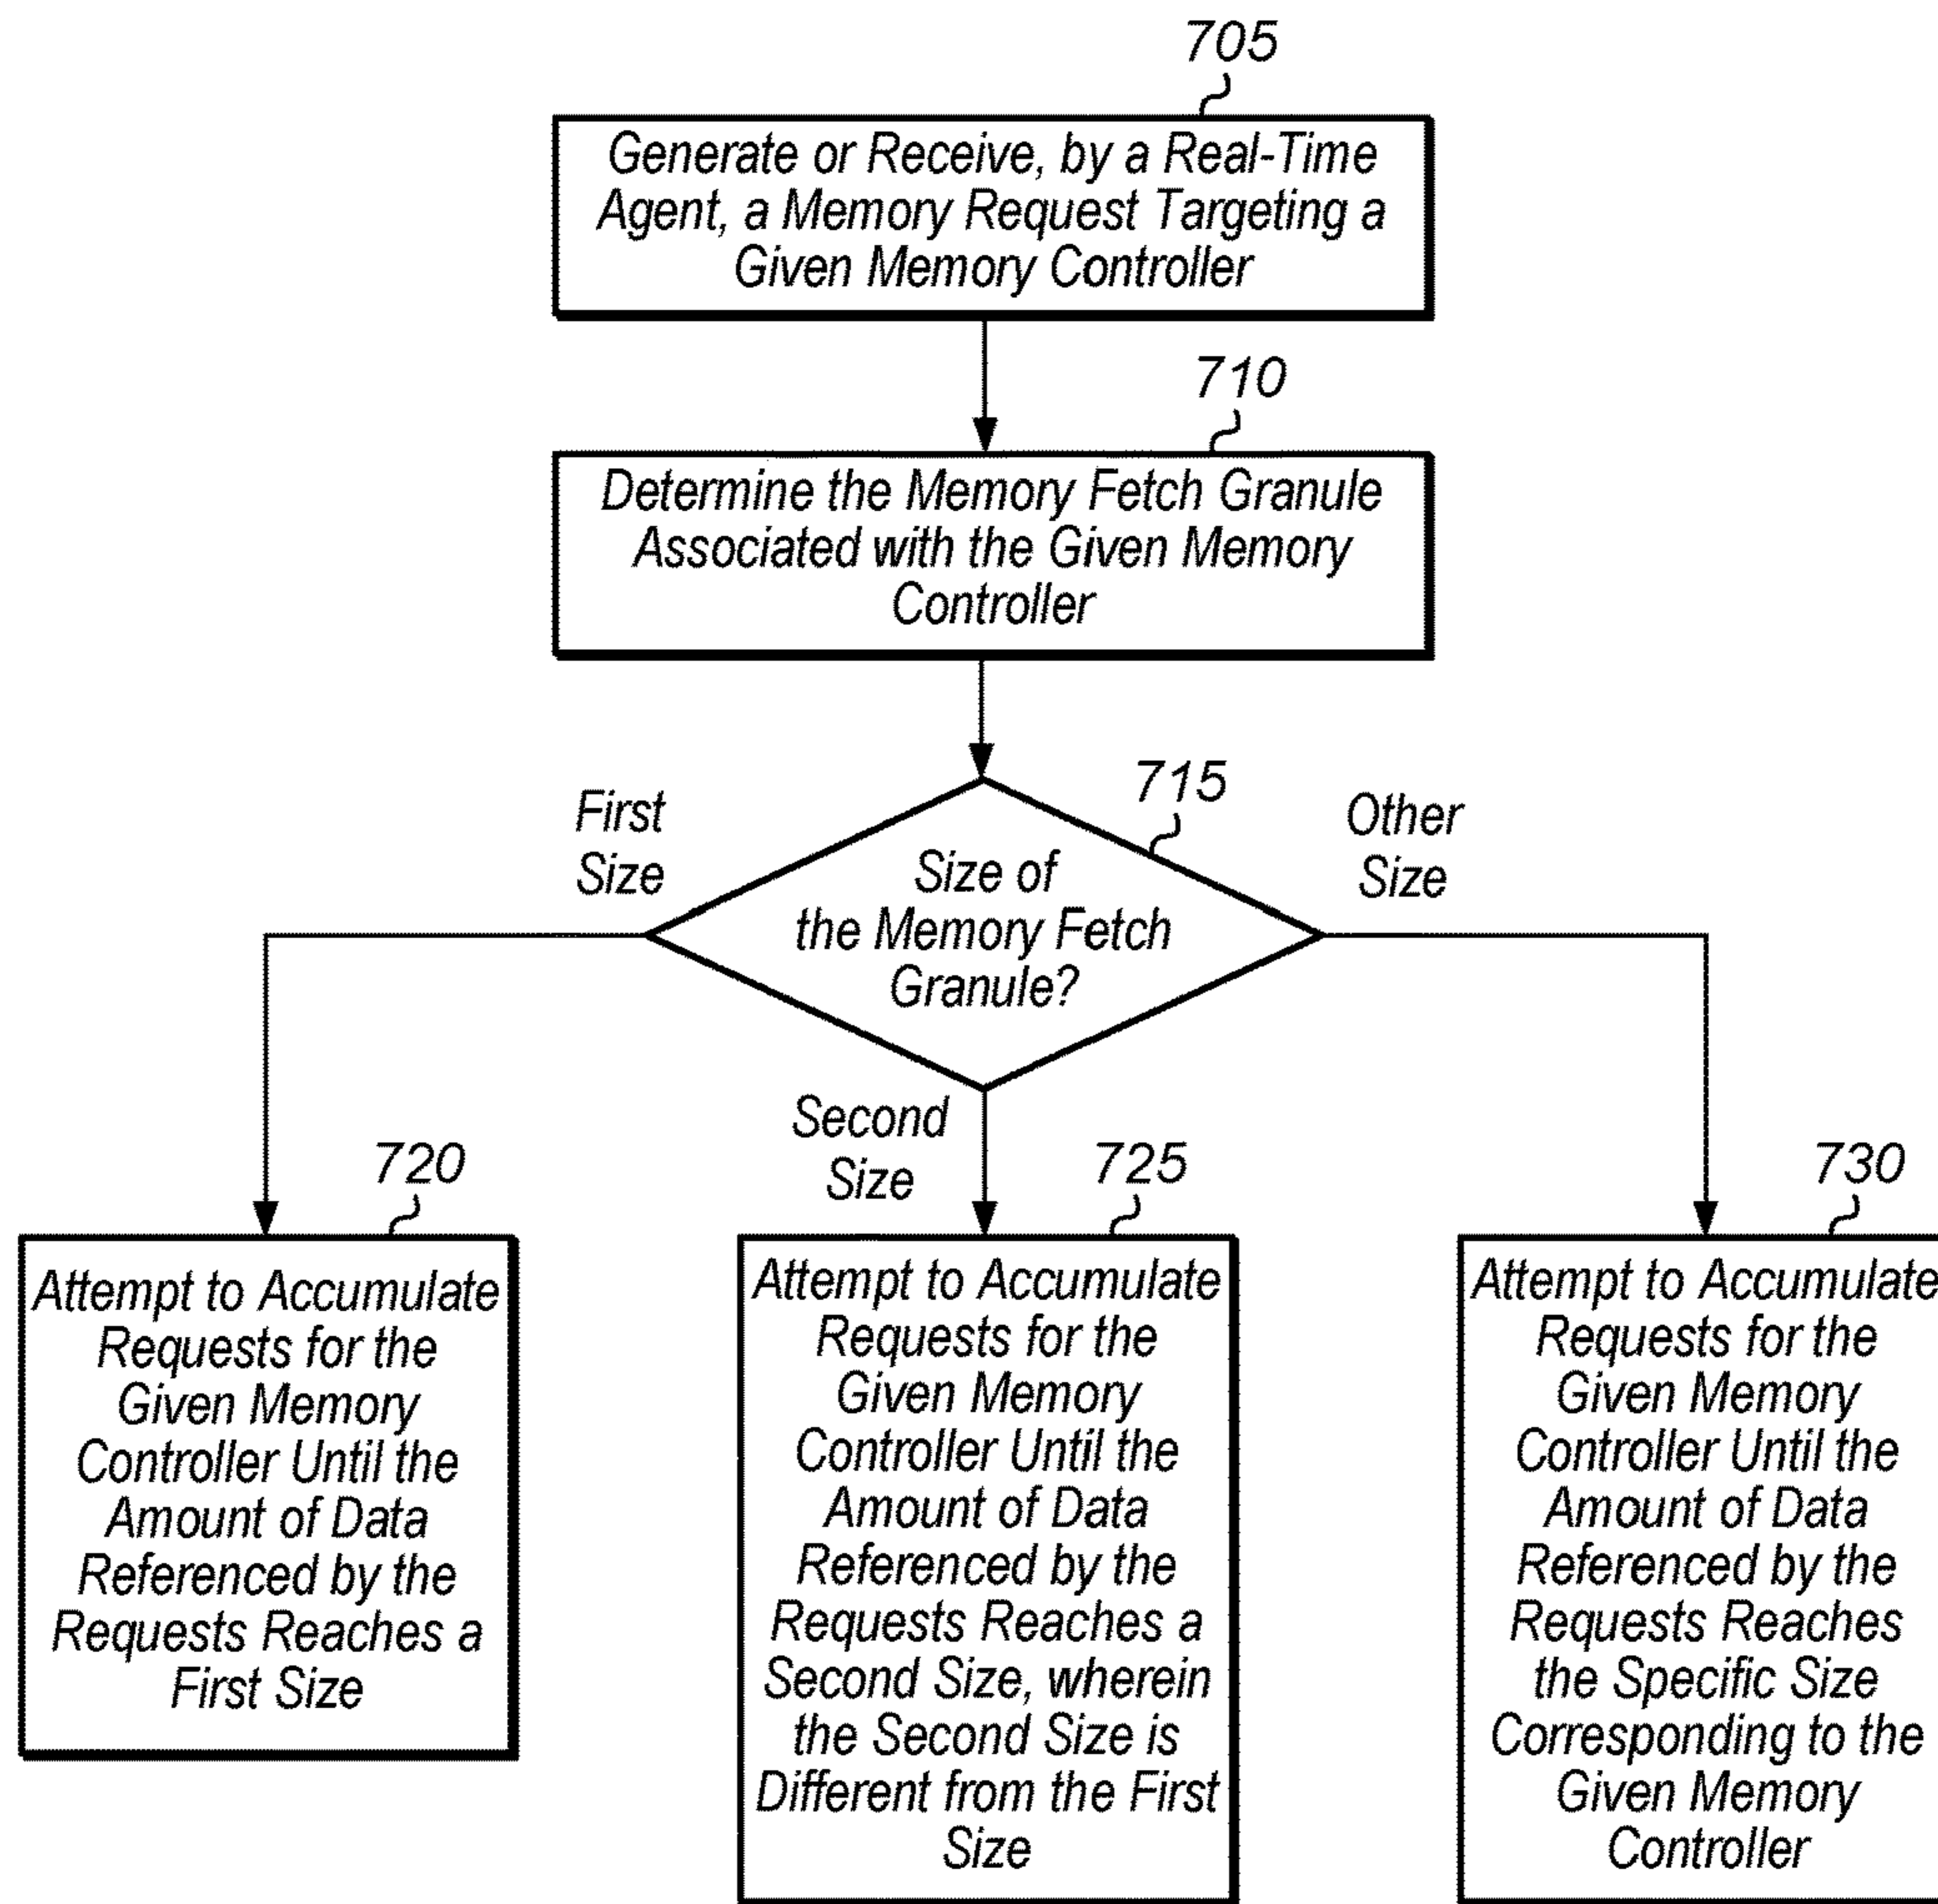 705
Generate or Receive, by a Real-Time
Agent, a Memory Request Targeting a
Given Memory Controller
710
Determine the Memory Fetch Granule
Associated with the Given Memory
Controller
715
First
Size
Size of
the Memory Fetch
Granule?
Other
Size
Second
Size
720
Attempt to Accumulate
Requests for the
Given Memory
Controller Until the
Amount of Data
Referenced by the
Requests Reaches a
First Size
725
Attempt to Accumulate
Requests for the
Given Memory
Controller Until the
Amount of Data
Referenced by the
Requests Reaches a
Second Size, wherein
the Second Size is
Different from the First
Size
730
Attempt to Accumulate
Requests for the
Given Memory
Controller Until the
Amount of Data
Referenced by the
Requests Reaches
the Specific Size
Corresponding to the
Given Memory
Controller